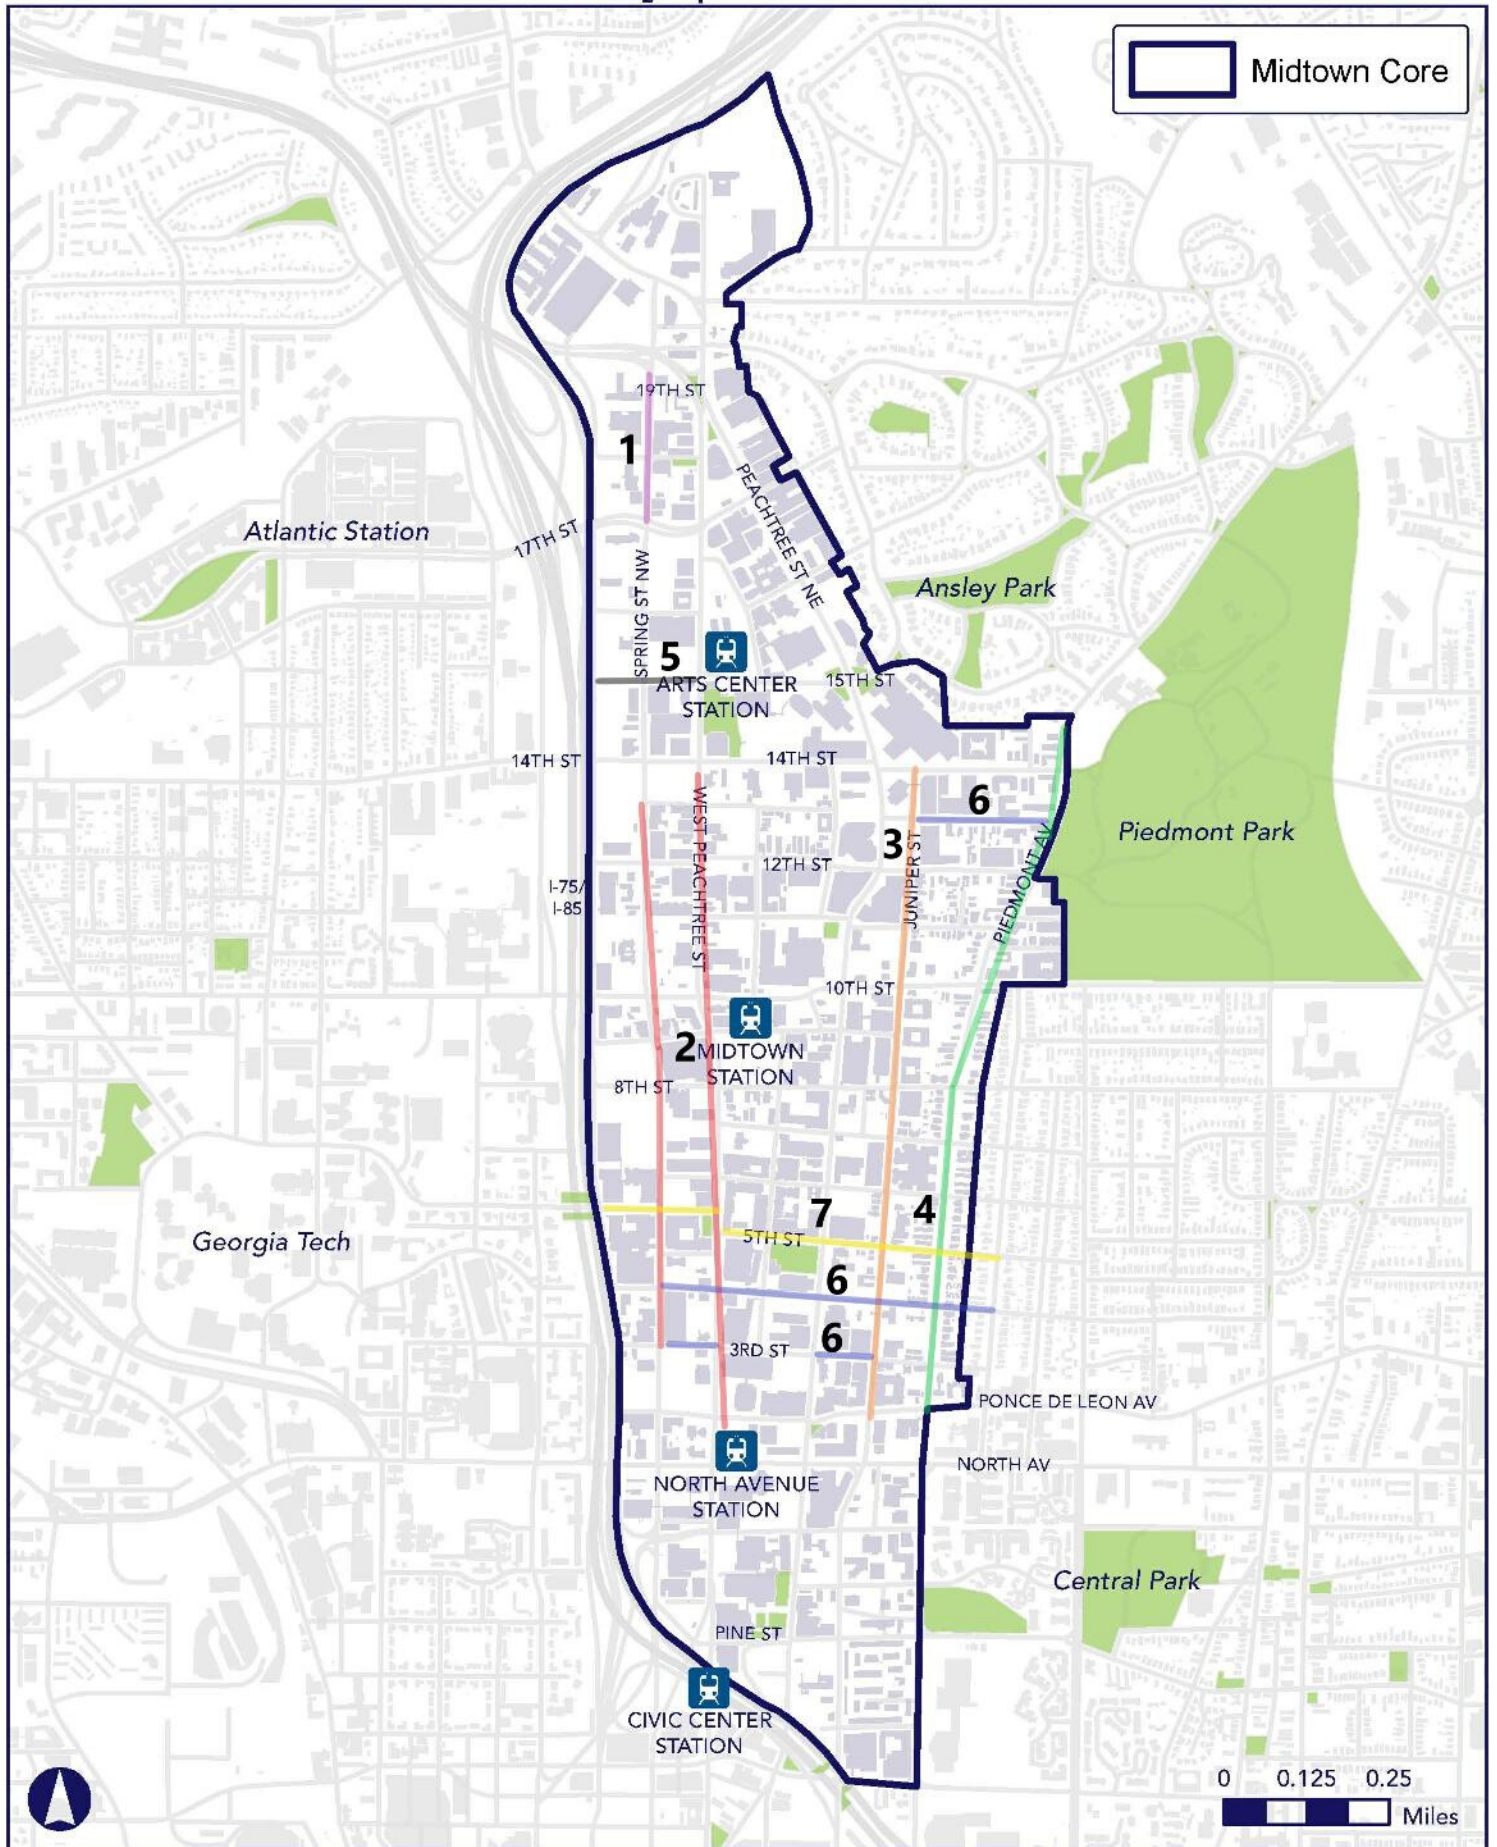 Midtown Core
19TH ST
1
PEACHTREE ST NE
Atlantic Station
17TH ST
SPRING ST NW
Ansley Park
5
ARTS CENTER
STATION
15TH ST
14TH ST
14TH ST
6
WEST PEACHTREE ST
3
Piedmont Park
12TH ST
JUNIPER ST
PIEDMONT AV
I-75/
I-85
10TH ST
2
MIDTOWN
STATION
8TH ST
7
4
5TH ST
Georgia Tech
6
6
3RD ST
PONCE DE LEON AV
NORTH AV
NORTH AVENUE
STATION
Central Park
PINE ST
CIVIC CENTER
STATION
0 0.125 0.25
Miles